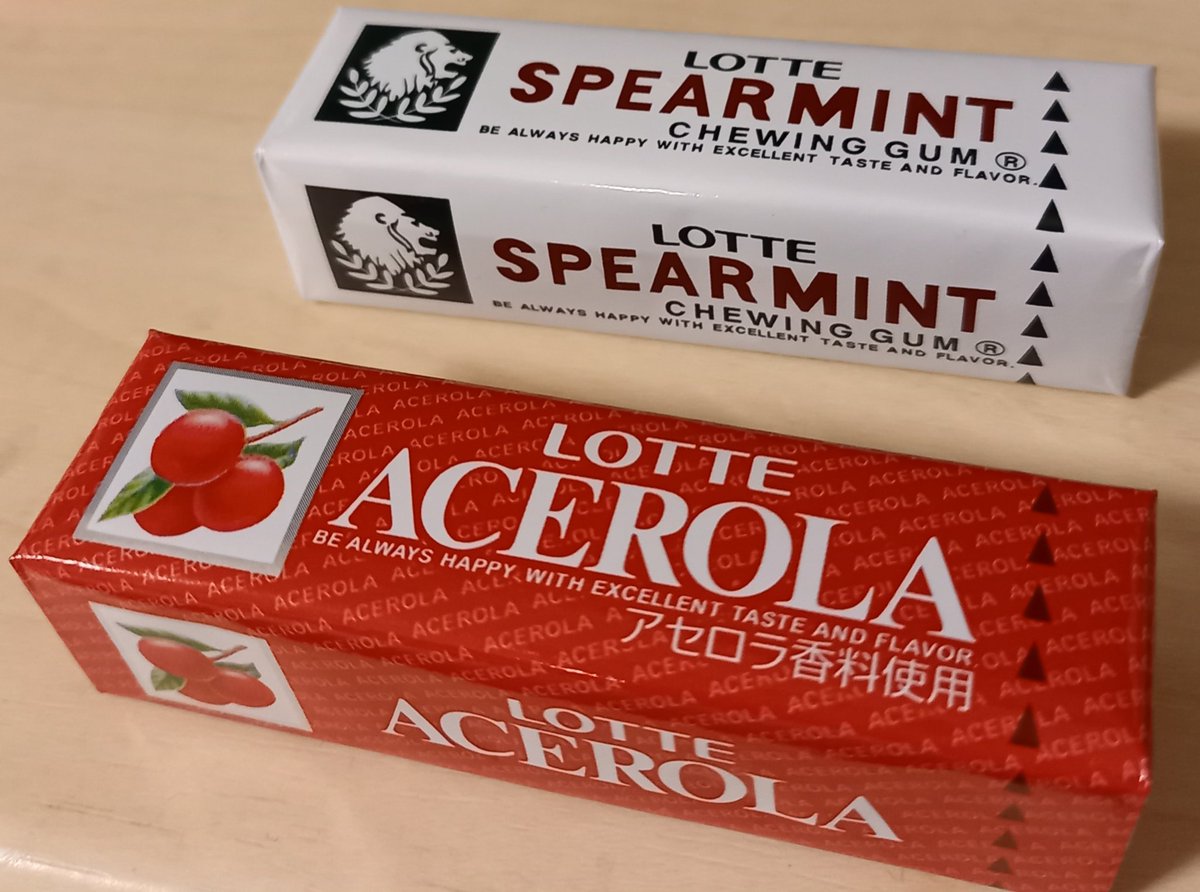 LOTTE
SPEARMINT
CHEWING GUM ®
BE ALWAYS HAPPY WITH EXCELLENT TASTE AND FLAVOR.
LOTTE
SPEARMINT
CHEWING GUM ®
BE ALWAYS HAPPY WITH EXCELLENT TASTE AND FLAVOR.
LOTTE
ACEROLA
BE ALWAYS HAPPY WITH EXCELLENT TASTE AND FLAVOR.
アセロラ香料使用
LOTTE
ACEROLA